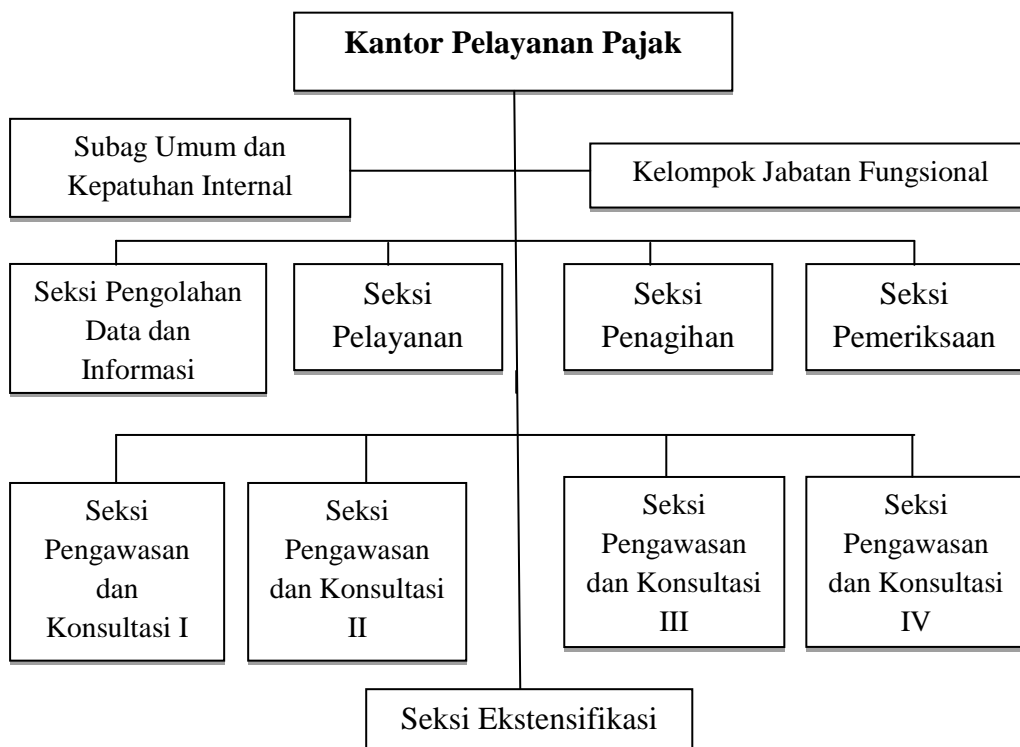 Kantor Pelayanan Pajak
Subag Umum dan
Kepatuhan Internal
Kelompok Jabatan Fungsional
Seksi Pengolahan
Data dan
Informasi
Seksi
Pelayanan
Seksi
Penagihan
Seksi
Pemeriksaan
Seksi
Pengawasan
dan
Konsultasi I
Seksi
Pengawasan
dan Konsultasi
II
Seksi
Pengawasan
dan Konsultasi
III
Seksi
Pengawasan
dan Konsultasi
IV
Seksi Ekstensifikasi